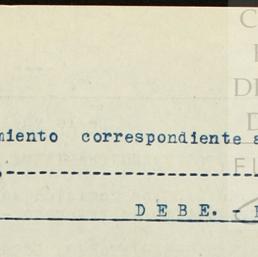 miento correspondiente a
DEBE. -